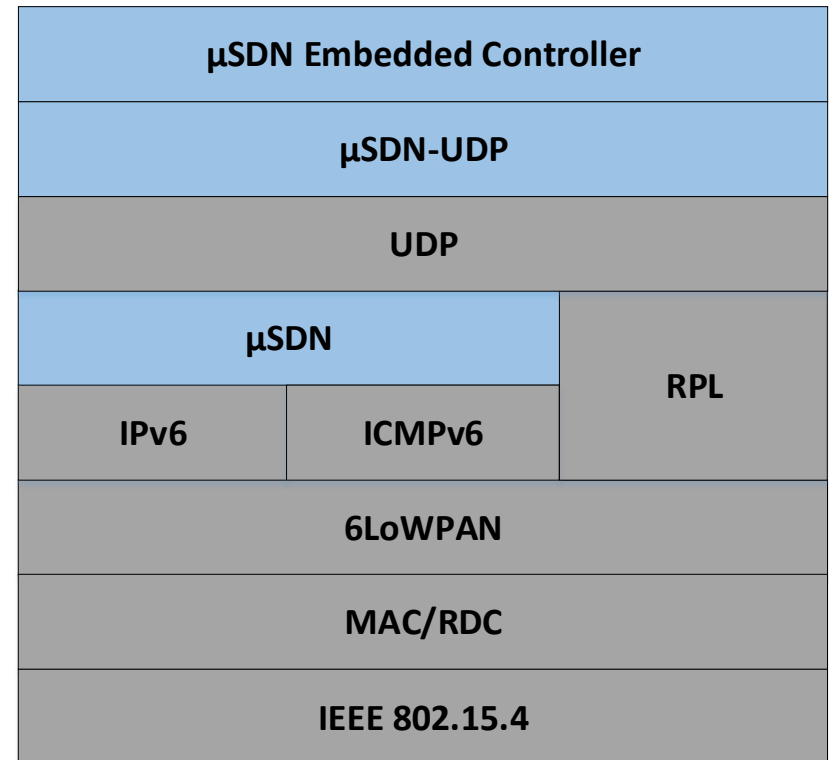 µSDN Embedded Controller
µSDN-UDP
UDP
µSDN
RPL
IPv6
ICMPv6
6LoWPAN
MAC/RDC
IEEE 802.15.4